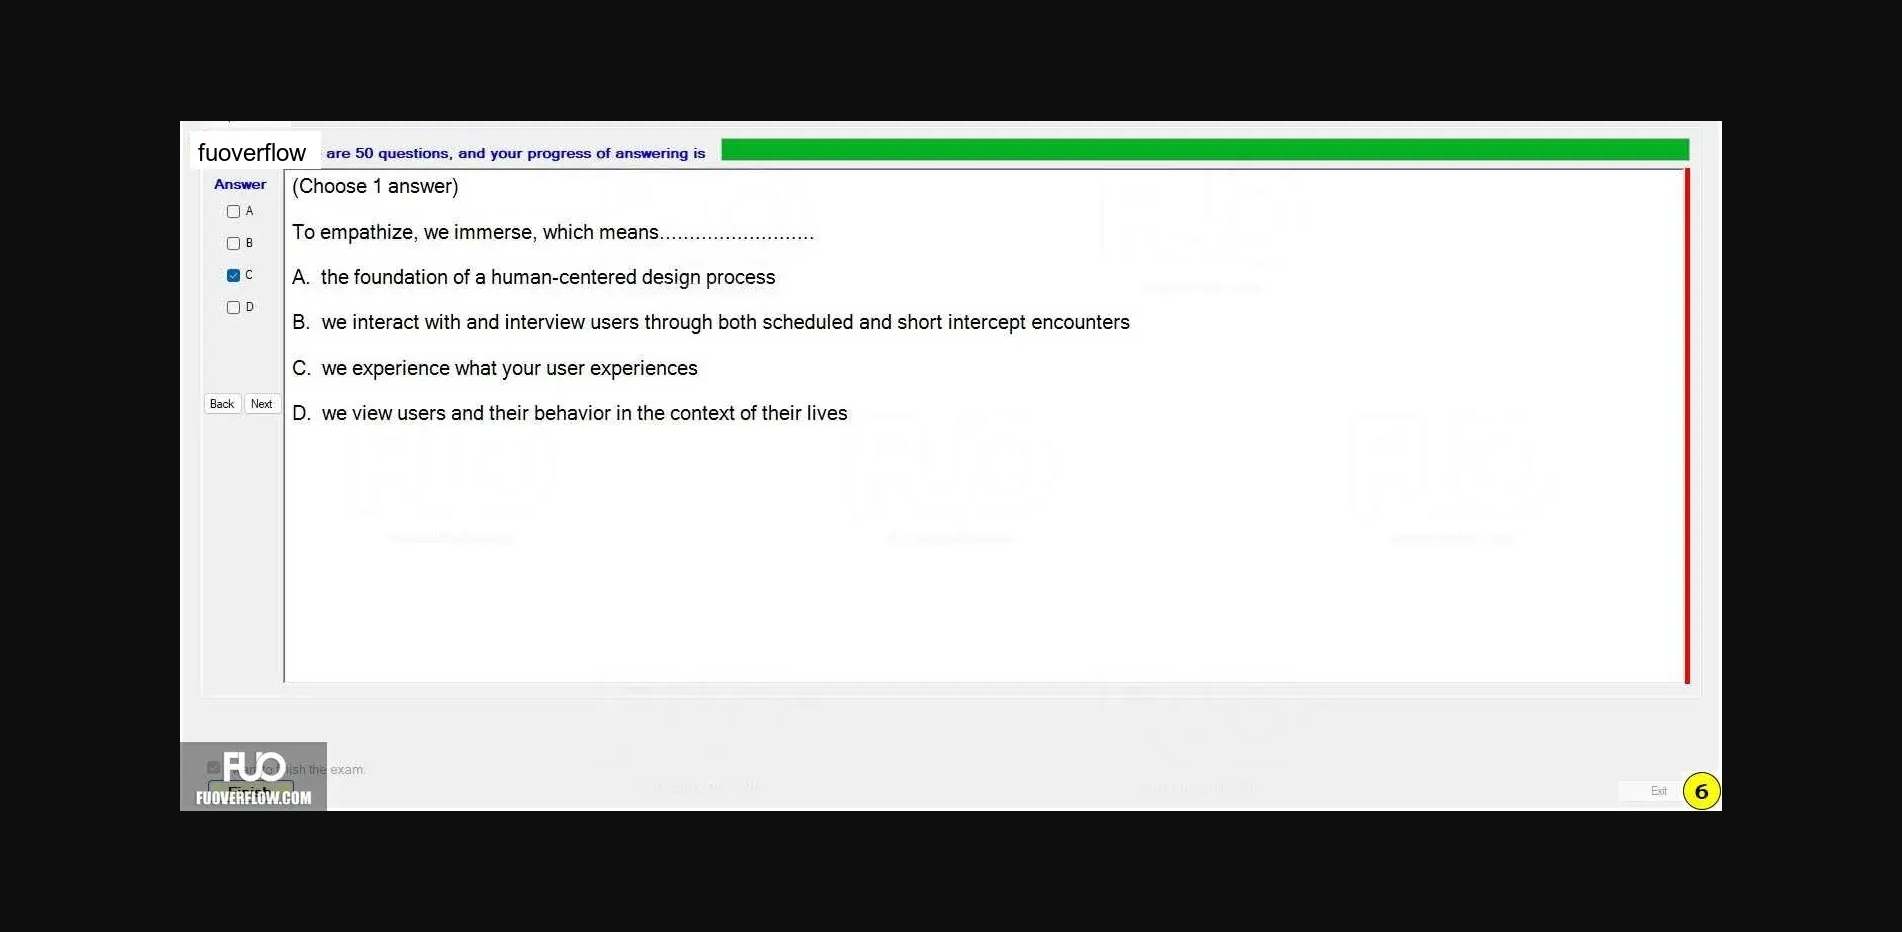 fuoverflow are 50 questions, and your progress of answering is
Answer
A
B
C
D
Back Next
(Choose 1 answer)
To empathize, we immerse, which means..........................
A. the foundation of a human-centered design process
B. we interact with and interview users through both scheduled and short intercept encounters
C. we experience what your user experiences
D. we view users and their behavior in the context of their lives
FUO
the exam.
Finish
FUOVERFLOW.COM
Exit
6